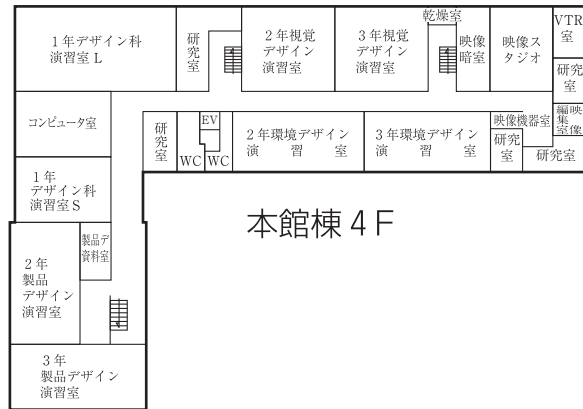 1年デザイン科
演習室L
研究室
2年視覚
デザイン
演習室
3年視覚
デザイン
演習室
乾燥室
映像
暗室
映像ス
タジオ
VTR
室
研究
室
コンピュータ室
研究室
EV
WC
WC
2年環境デザイン
演習室
3年環境デザイン
演習室
映像機器室
研究
室
編集室
映像
研究室
1年
デザイン科
演習室S
製品デ
資料室
2年
製品
デザイン
演習室
3年
製品デザイン
演習室
本館棟4F